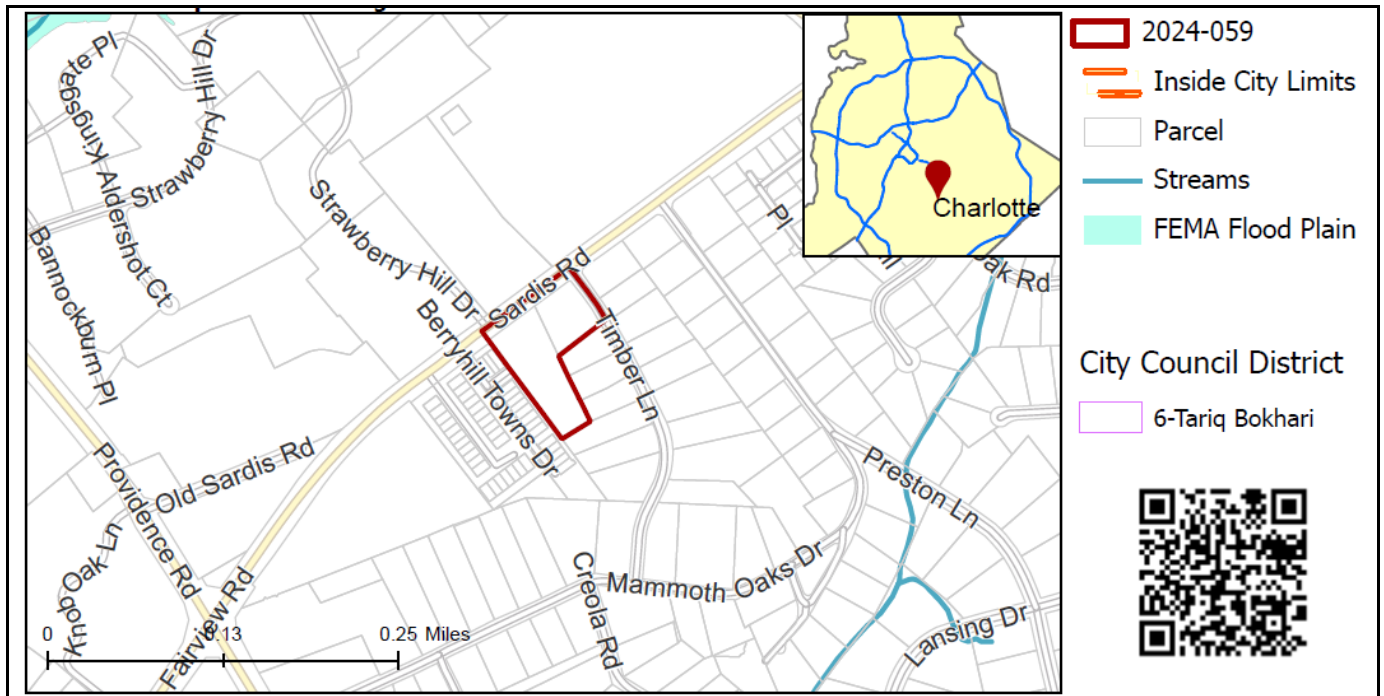 ate Pl
Kingsga
Aldershot Ct
Strawberry Hill Dr
Bannockburn Pl
Strawberry Hill Dr
Sardis Rd
Berryhill Towns Dr
Timber Ln
Pl
Oak Rd
Old Sardis Rd
Providence Rd
Knob Oak Ln
Fairview Rd
Creola Rd
Mammoth Oaks Dr
Preston Ln
Lansing Dr
0
0.13
0.25 Miles
Charlotte
2024-059
Inside City Limits
Parcel
Streams
FEMA Flood Plain
City Council District
6-Tariq Bokhari